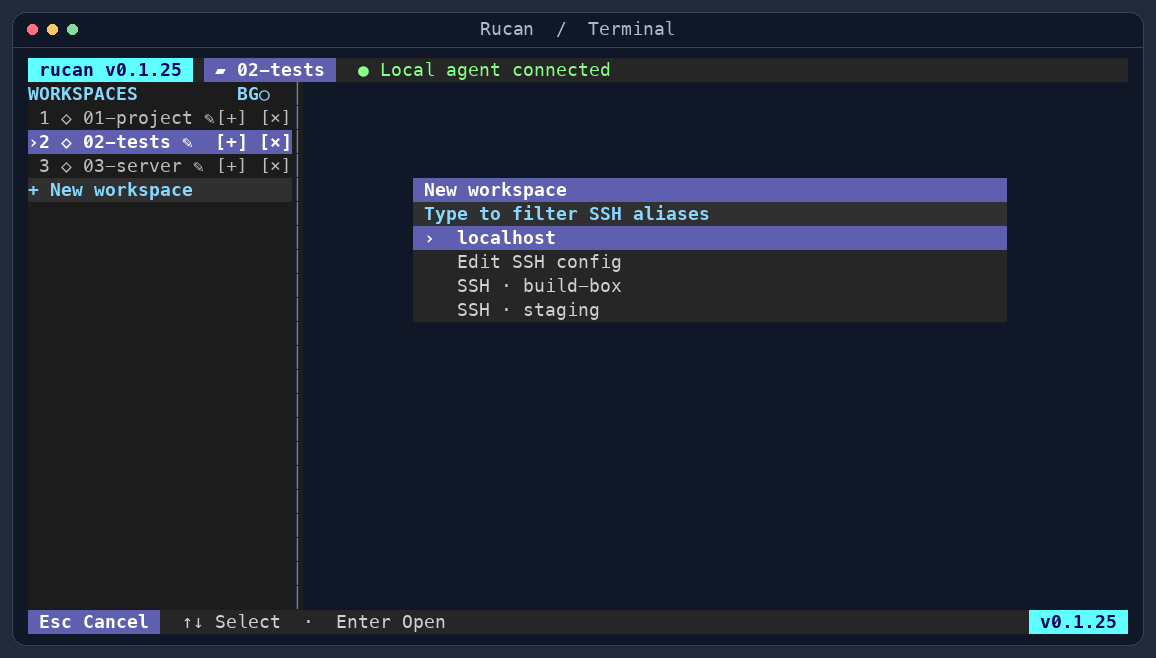 Rucan / Terminal
rucan v0.1.25 ▰ 02-tests ● Local agent connected
WORKSPACES BG○
1 ◇ 01-project ✎[+] [×]
›2 ◇ 02-tests ✎ [+] [×]
3 ◇ 03-server ✎ [+] [×]
+ New workspace
New workspace
Type to filter SSH aliases
› localhost
Edit SSH config
SSH · build-box
SSH · staging
Esc Cancel ↑↓ Select · Enter Open v0.1.25